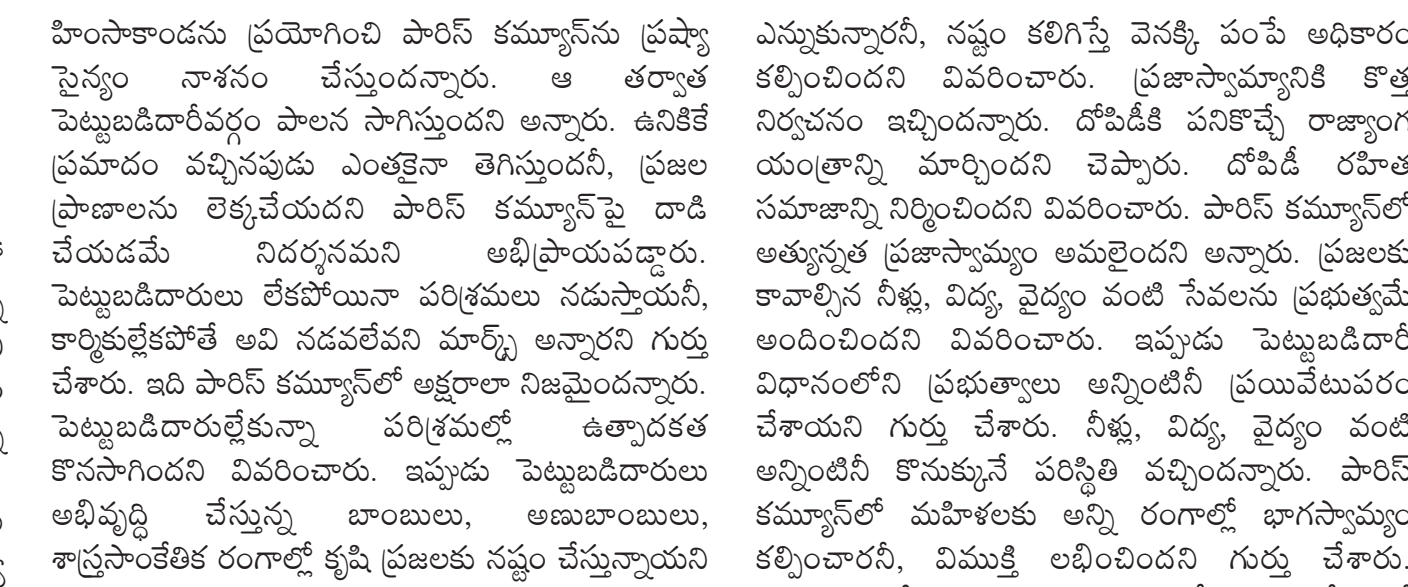 హింసాకాండను ప్రయోగించి పారిస్ కమ్యూన్‌ను ప్రష్యా
సైన్యం నాశనం చేస్తుందన్నారు. ఆ తర్వాత
పెట్టుబడిదారీవర్గం పాలన సాగిస్తుందని అన్నారు. ఉనికికే
ప్రమాదం వచ్చినపుడు ఎంతకైనా తెగిస్తుందనీ, ప్రజల
ప్రాణాలను లెక్కచేయదని పారిస్ కమ్యూన్‌పై దాడి
చేయడమే నిదర్శనమని అభిప్రాయపడ్డారు.
పెట్టుబడిదారులు లేకపోయినా పరిశ్రమలు నడుస్తాయనీ,
కార్మికుల్లేకపోతే అవి నడవలేవని మార్క్స్ అన్నారని గుర్తు
చేశారు. ఇది పారిస్ కమ్యూన్‌లో అక్షరాలా నిజమైందన్నారు.
పెట్టుబడిదారుల్లేకున్నా పరిశ్రమల్లో ఉత్పాదకత
కొనసాగిందని వివరించారు. ఇప్పుడు పెట్టుబడిదారులు
అభివృద్ధి చేస్తున్న బాంబులు, అణుబాంబులు,
శాస్త్రసాంకేతిక రంగాల్లో కృషి ప్రజలకు నష్టం చేస్తున్నాయని
ఎన్నుకున్నారనీ, నష్టం కలిగిస్తే వెనక్కి పంపే అధికారం
కల్పించిందని వివరించారు. ప్రజాస్వామ్యానికి కొత్త
నిర్వచనం ఇచ్చిందన్నారు. దోపిడీకి పనికొచ్చే రాజ్యాంగ
యంత్రాన్ని మార్చిందని చెప్పారు. దోపిడీ రహిత
సమాజాన్ని నిర్మించిందని వివరించారు. పారిస్ కమ్యూన్‌లో
అత్యున్నత ప్రజాస్వామ్యం అమలైందని అన్నారు. ప్రజలకు
కావాల్సిన నీళ్లు, విద్య, వైద్యం వంటి సేవలను ప్రభుత్వమే
అందించిందని వివరించారు. ఇప్పుడు పెట్టుబడిదారీ
విధానంలోని ప్రభుత్వాలు అన్నింటినీ ప్రయివేటుపరం
చేశాయని గుర్తు చేశారు. నీళ్లు, విద్య, వైద్యం వంటి
అన్నింటినీ కొనుక్కునే పరిస్థితి వచ్చిందన్నారు. పారిస్
కమ్యూన్‌లో మహిళలకు అన్ని రంగాల్లో భాగస్వామ్యం
కల్పించారనీ, విముక్తి లభించిందని గుర్తు చేశారు.